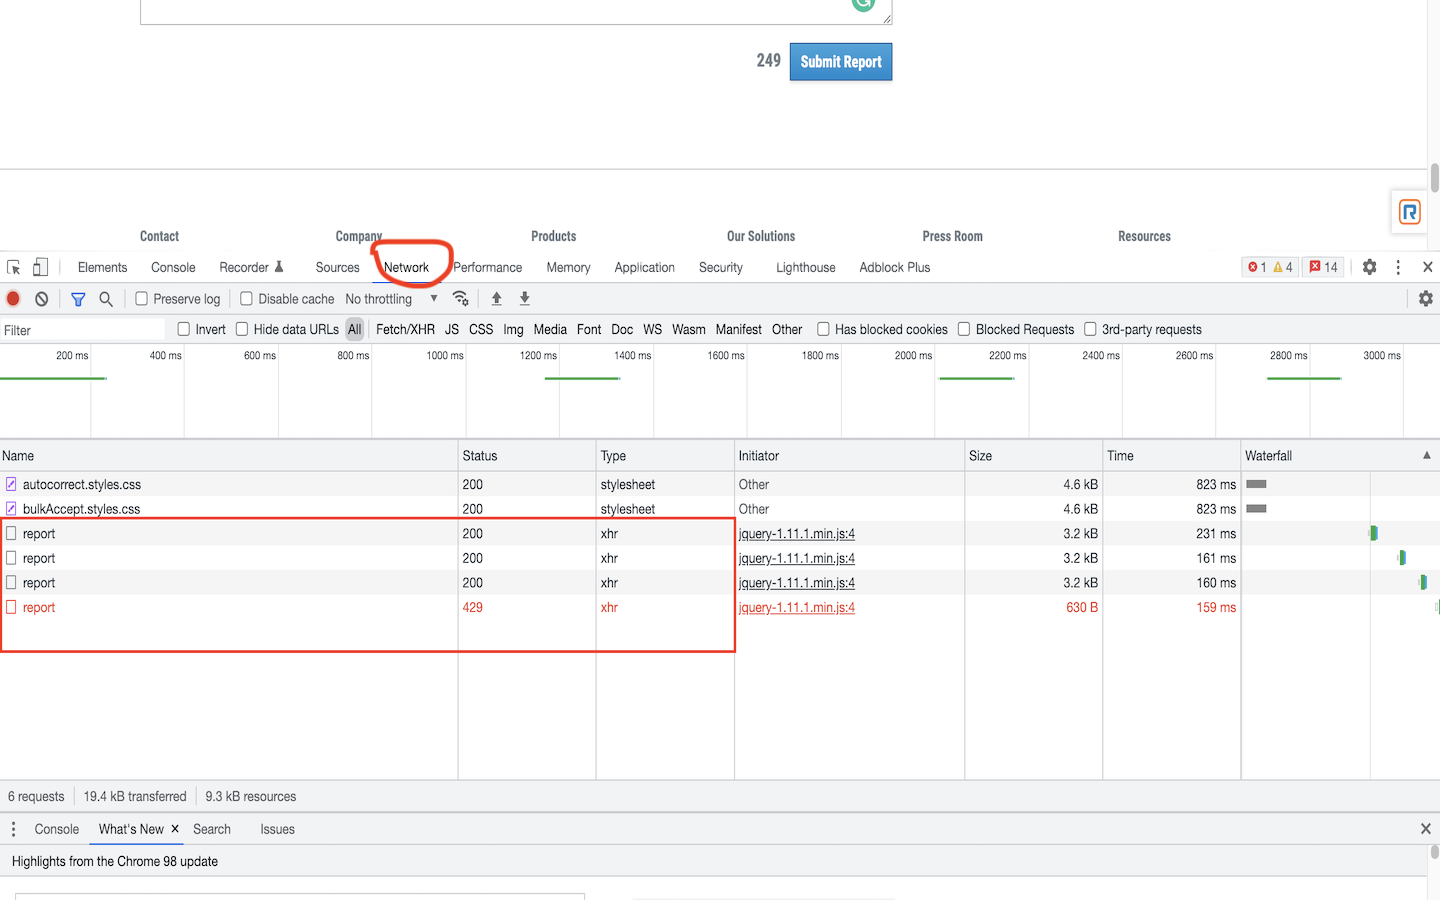 249 Submit Report
Contact Company Products Our Solutions Press Room Resources
Elements Console Recorder Sources Network Performance Memory Application Security Lighthouse Adblock Plus 1 4 14
Preserve log Disable cache No throttling
Filter Invert Hide data URLs All Fetch/XHR JS CSS Img Media Font Doc WS Wasm Manifest Other Has blocked cookies Blocked Requests 3rd-party requests
200 ms 400 ms 600 ms 800 ms 1000 ms 1200 ms 1400 ms 1600 ms 1800 ms 2000 ms 2200 ms 2400 ms 2600 ms 2800 ms 3000 ms
Name Status Type Initiator Size Time Waterfall
autocorrect.styles.css 200 stylesheet Other 4.6 kB 823 ms
bulkAccept.styles.css 200 stylesheet Other 4.6 kB 823 ms
report 200 xhr jquery-1.11.1.min.js:4 3.2 kB 231 ms
report 200 xhr jquery-1.11.1.min.js:4 3.2 kB 161 ms
report 200 xhr jquery-1.11.1.min.js:4 3.2 kB 160 ms
report 429 xhr jquery-1.11.1.min.js:4 630 B 159 ms
6 requests 19.4 kB transferred 9.3 kB resources
Console What's New × Search Issues
Highlights from the Chrome 98 update